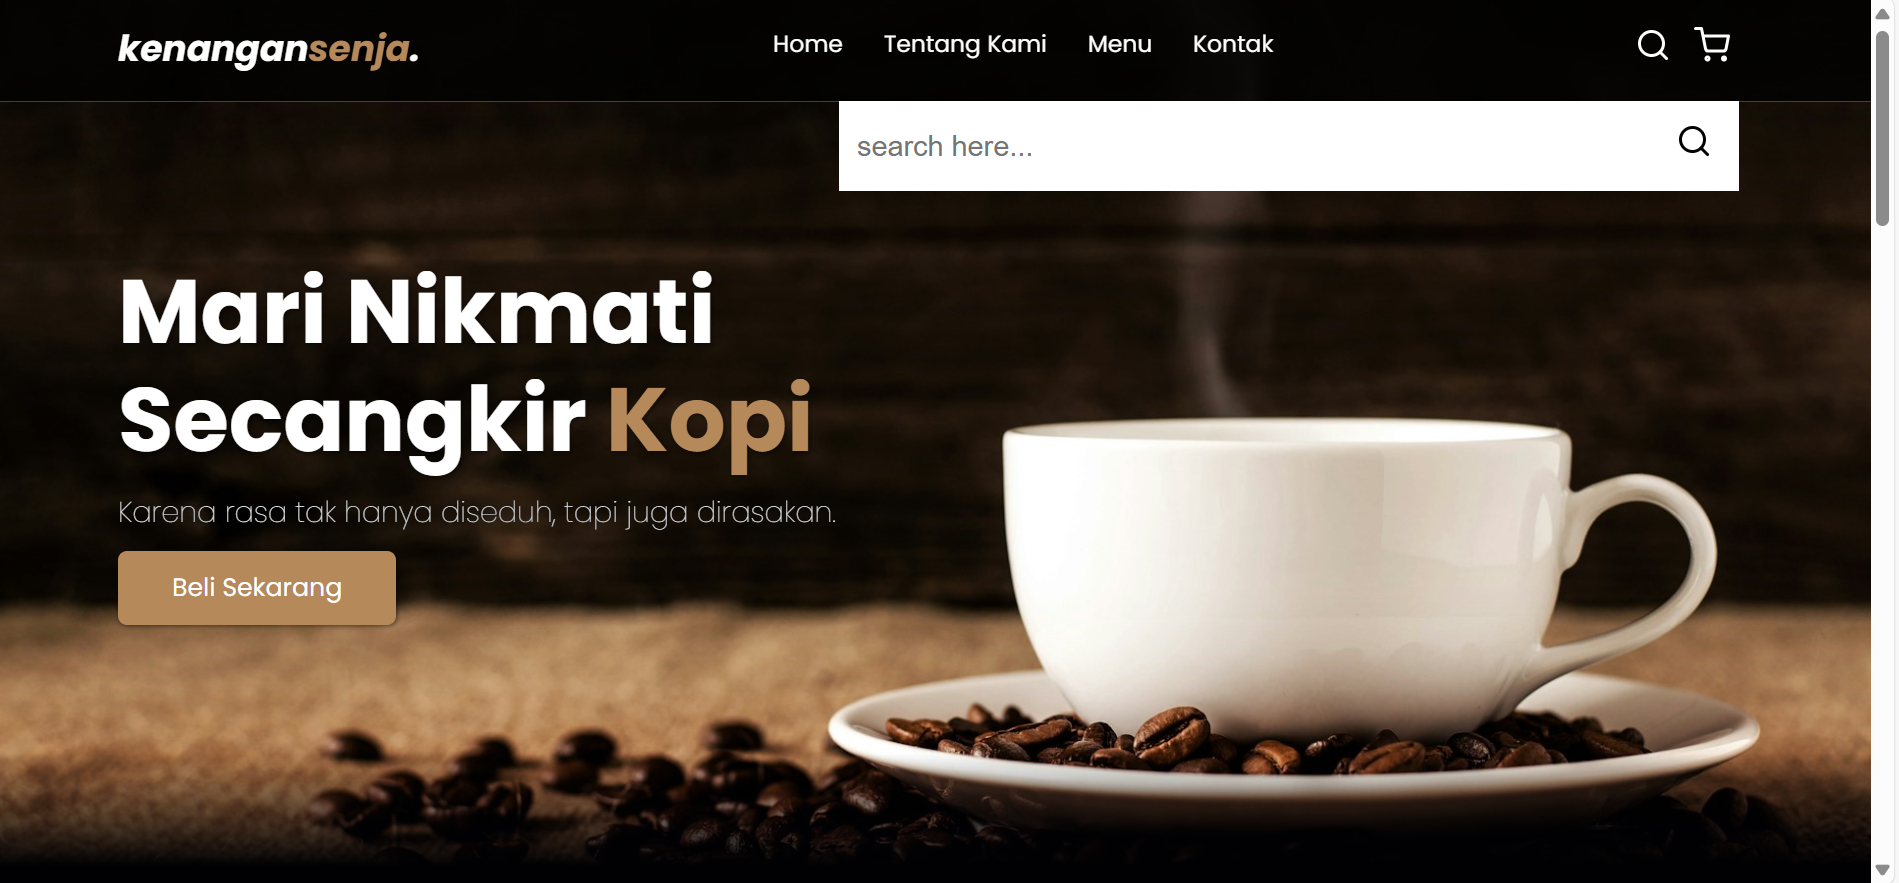 kenangansenja.
Home Tentang Kami Menu Kontak
search here...
Mari Nikmati
Secangkir Kopi
Karena rasa tak hanya diseduh, tapi juga dirasakan.
Beli Sekarang